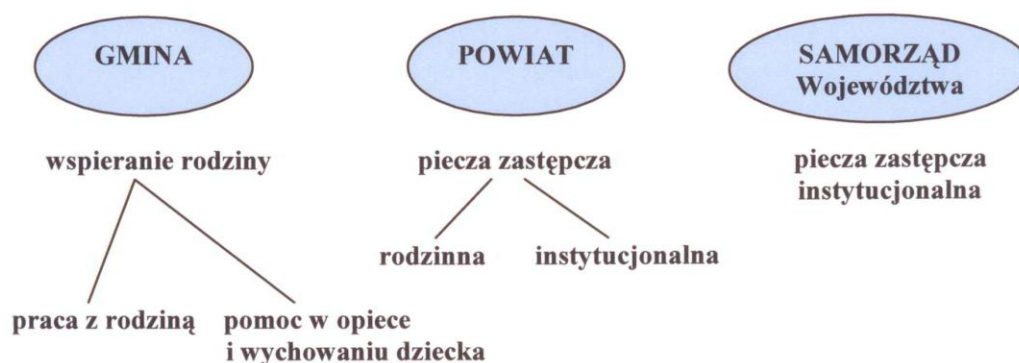 GMINA
POWIAT
SAMORZĄD
Województwa
wspieranie rodziny
piecza zastępcza
piecza zastępcza
instytucjonalna
rodzinna
instytucjonalna
praca z rodziną
pomoc w opiece
i wychowaniu dziecka